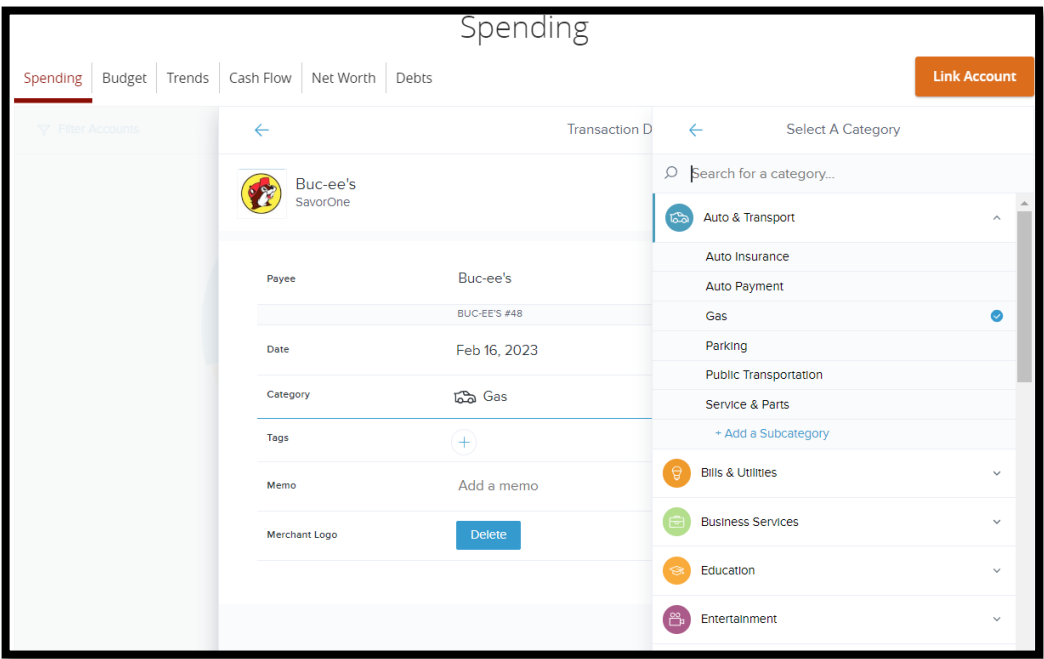 Spending
Spending Budget Trends Cash Flow Net Worth Debts
Link Account
Filter Accounts
Transaction D
Buc-ee's
SavorOne
Payee Buc-ee's
BUC-EE'S #48
Date Feb 16, 2023
Category Gas
Tags +
Memo Add a memo
Merchant Logo Delete
Select A Category
Search for a category...
Auto & Transport
Auto Insurance
Auto Payment
Gas
Parking
Public Transportation
Service & Parts
+ Add a Subcategory
Bills & Utilities
Business Services
Education
Entertainment